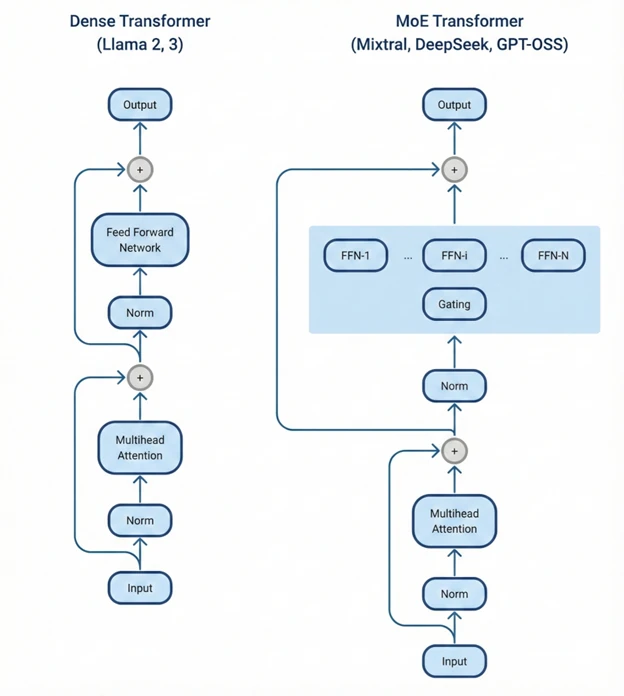 Dense Transformer
(Llama 2, 3)
Output
+
Feed Forward
Network
Norm
+
Multihead
Attention
Norm
Input
MoE Transformer
(Mixtral, DeepSeek, GPT-OSS)
Output
+
FFN-1 ... FFN-i ... FFN-N
Gating
Norm
+
Multihead
Attention
Norm
Input